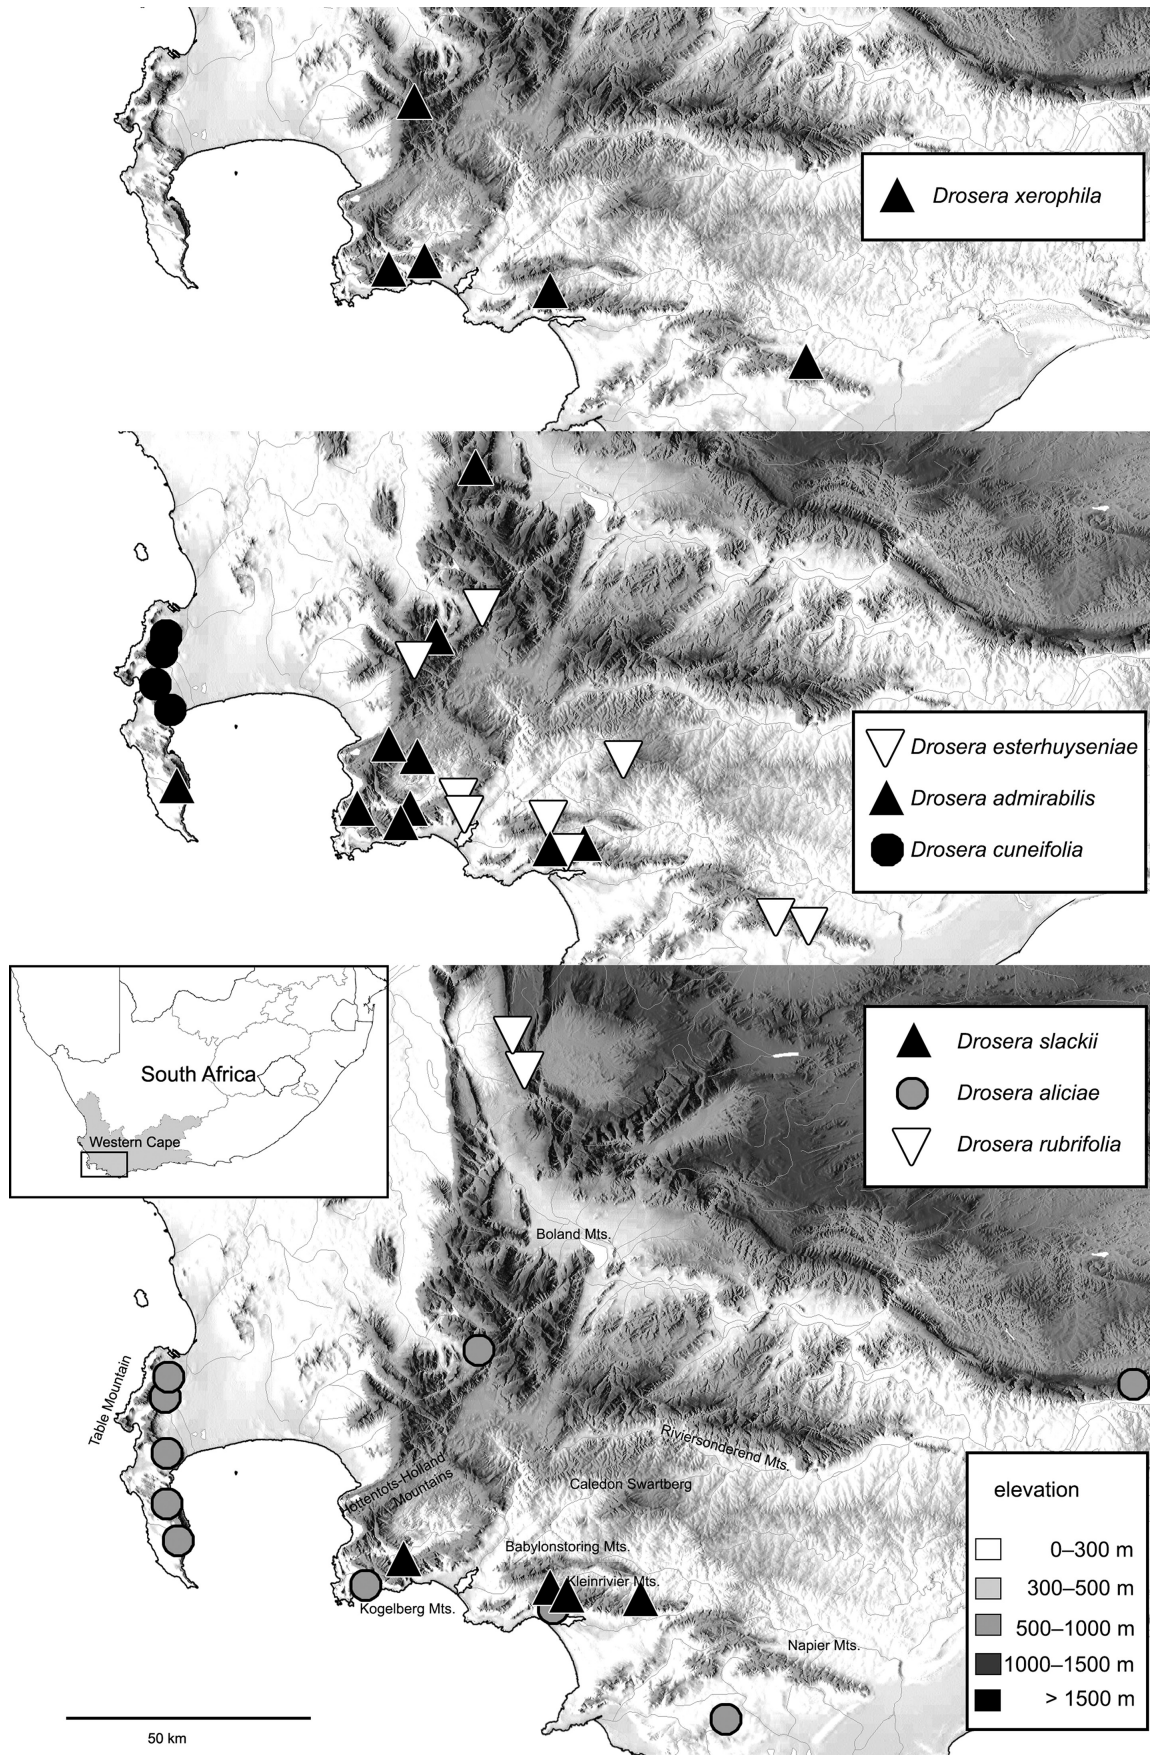 Drosera xerophila
Drosera esterhuyseniae
Drosera admirabilis
Drosera cuneifolia
South Africa
Western Cape
Drosera slackii
Drosera aliciae
Drosera rubrifolia
Boland Mts.
Table Mountain
Riviersonderend Mts.
Hottentots-Holland
Mountains
Caledon Swartberg
Babylonstoring Mts.
Kleinrivier Mts.
Kogelberg Mts.
Napier Mts.
elevation
0–300 m
300–500 m
500–1000 m
1000–1500 m
> 1500 m
50 km